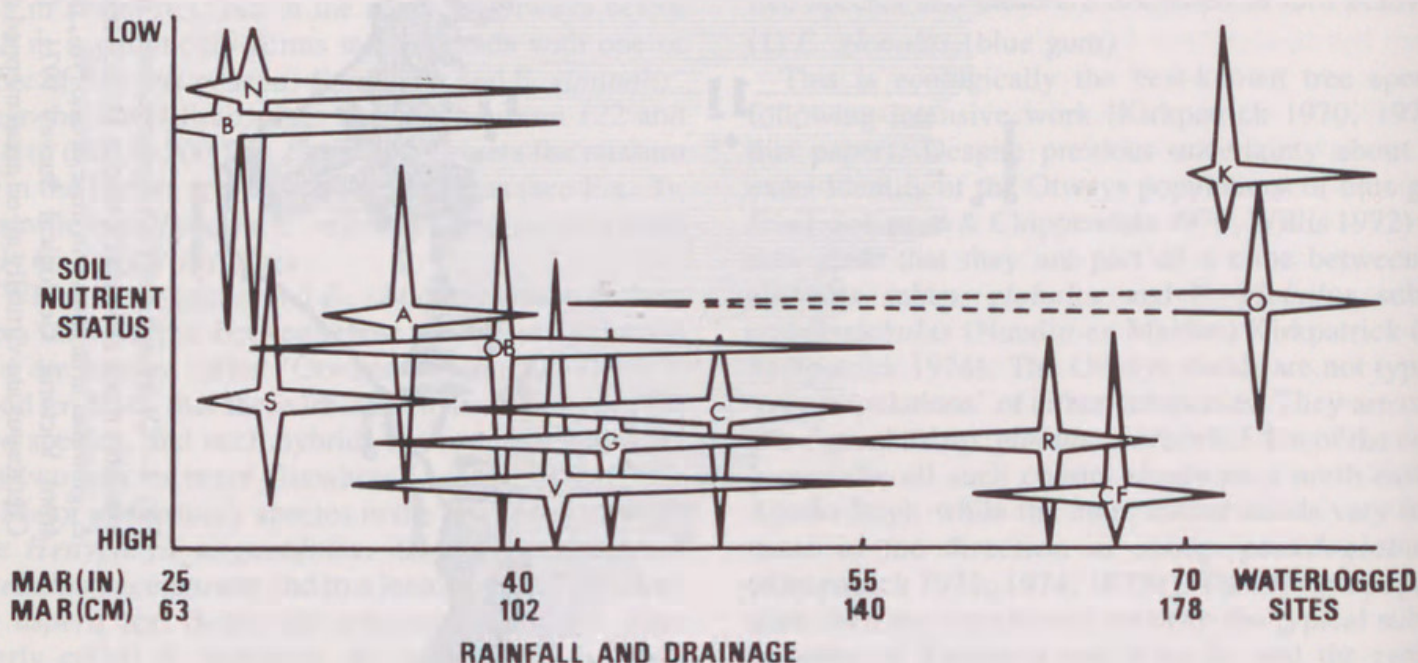 LOW
N
B
K
SOIL
NUTRIENT
STATUS
O
A
OB
S
C
G
R
V
CF
HIGH
MAR(IN) 25 40 55 70 WATERLOGGED
MAR(CM) 63 102 140 178 SITES
RAINFALL AND DRAINAGE